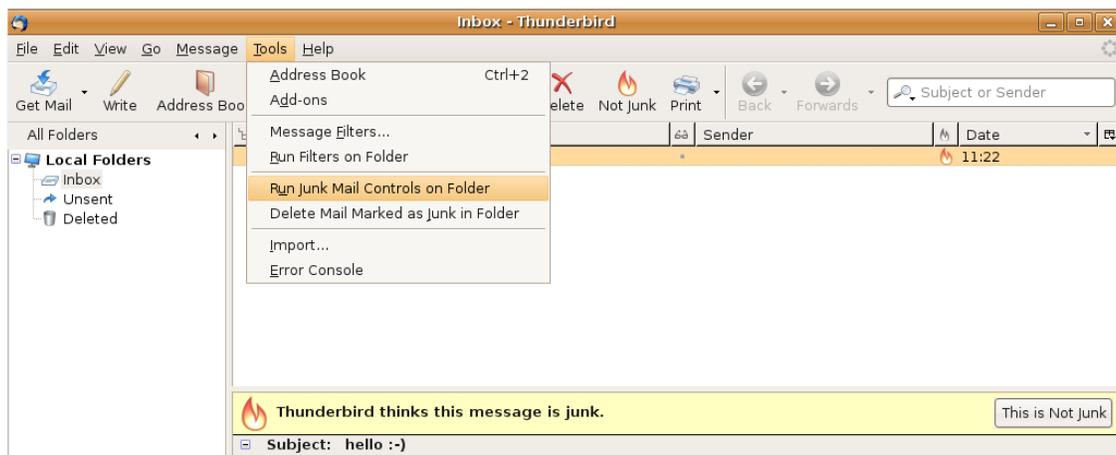 Inbox - Thunderbird
File Edit View Go Message Tools Help
Get Mail Write Address Boo elete Not Junk Print Back Forwards Subject or Sender
Address Book Ctrl+2
Add-ons
Message Filters...
Run Filters on Folder
Run Junk Mail Controls on Folder
Delete Mail Marked as Junk in Folder
Import...
Error Console
All Folders
Local Folders
Inbox
Unsent
Deleted
Sender Date
11:22
Thunderbird thinks this message is junk. This is Not Junk
Subject: hello :-)